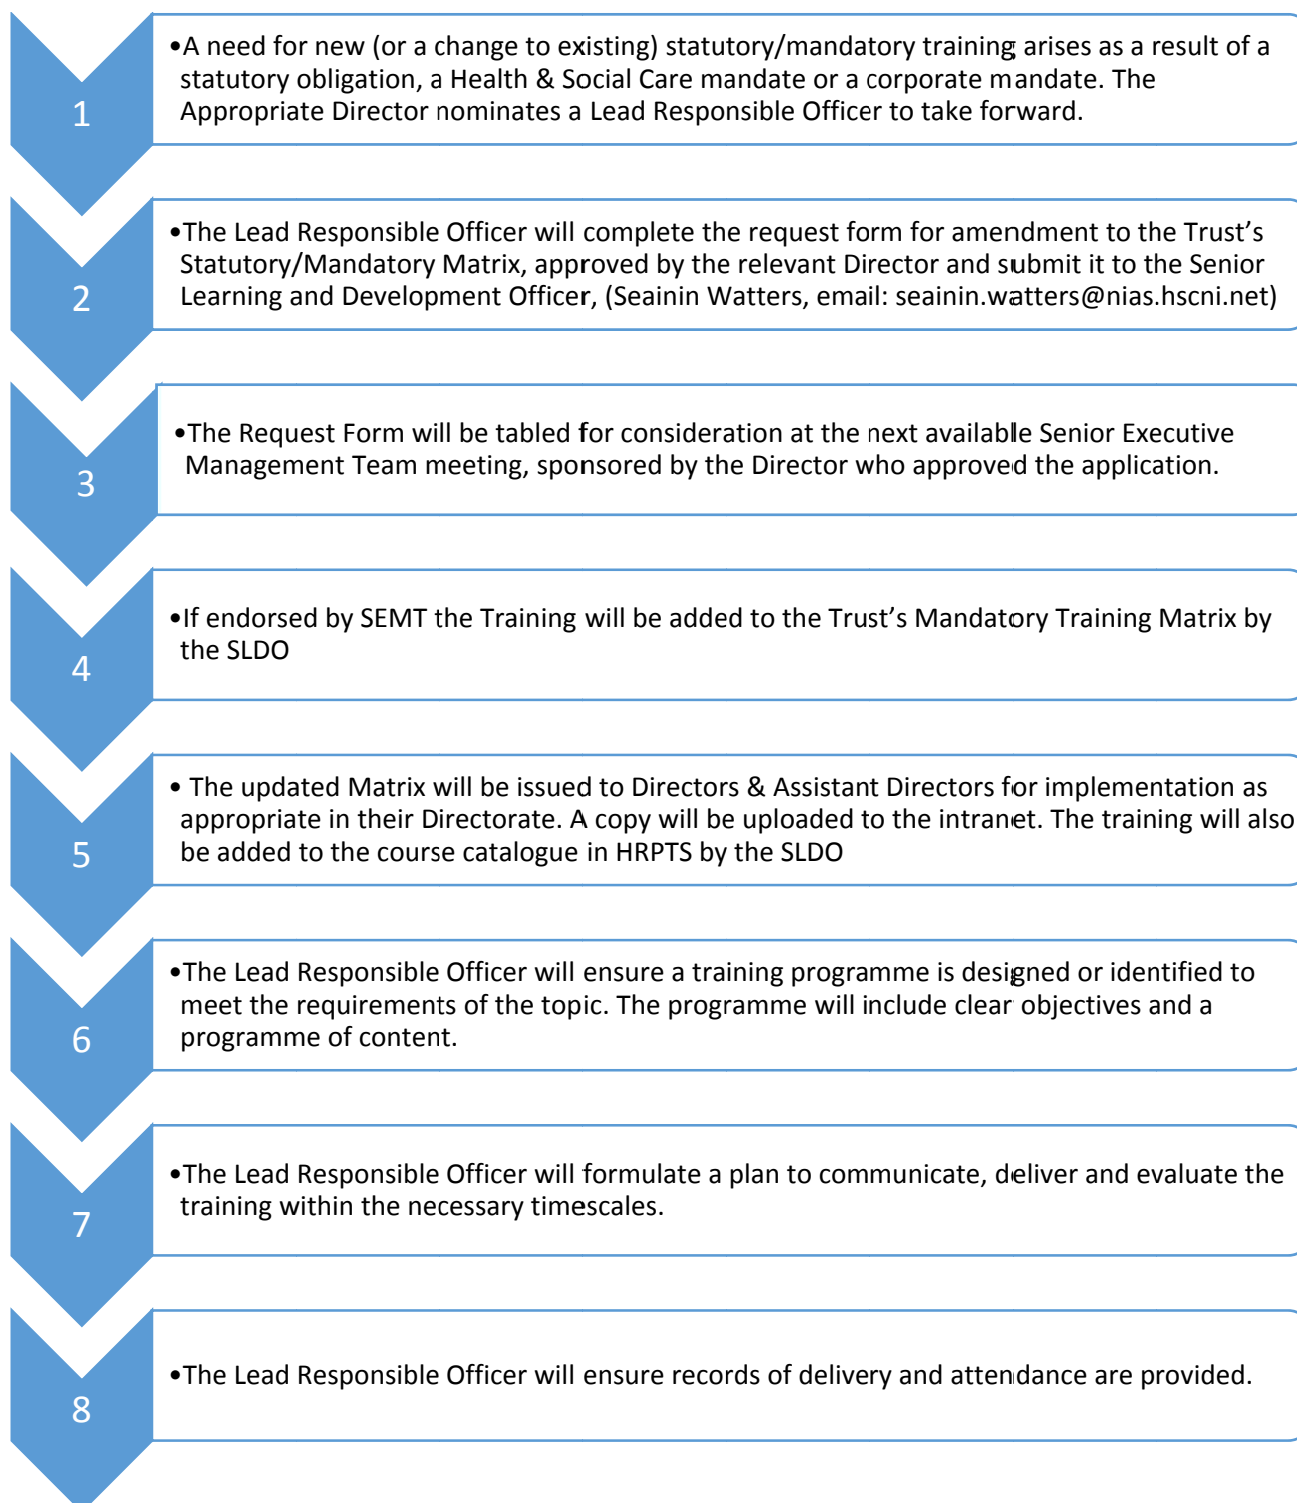 1
•A need for new (or a change to existing) statutory/mandatory training arises as a result of a
statutory obligation, a Health & Social Care mandate or a corporate mandate. The
Appropriate Director nominates a Lead Responsible Officer to take forward.
2
•The Lead Responsible Officer will complete the request form for amendment to the Trust’s
Statutory/Mandatory Matrix, approved by the relevant Director and submit it to the Senior
Learning and Development Officer, (Seainin Watters, email: seainin.watters@nias.hscni.net)
3
•The Request Form will be tabled for consideration at the next available Senior Executive
Management Team meeting, sponsored by the Director who approved the application.
4
•If endorsed by SEMT the Training will be added to the Trust’s Mandatory Training Matrix by
the SLDO
5
• The updated Matrix will be issued to Directors & Assistant Directors for implementation as
appropriate in their Directorate. A copy will be uploaded to the intranet. The training will also
be added to the course catalogue in HRPTS by the SLDO
6
•The Lead Responsible Officer will ensure a training programme is designed or identified to
meet the requirements of the topic. The programme will include clear objectives and a
programme of content.
7
•The Lead Responsible Officer will formulate a plan to communicate, deliver and evaluate the
training within the necessary timescales.
8
•The Lead Responsible Officer will ensure records of delivery and attendance are provided.